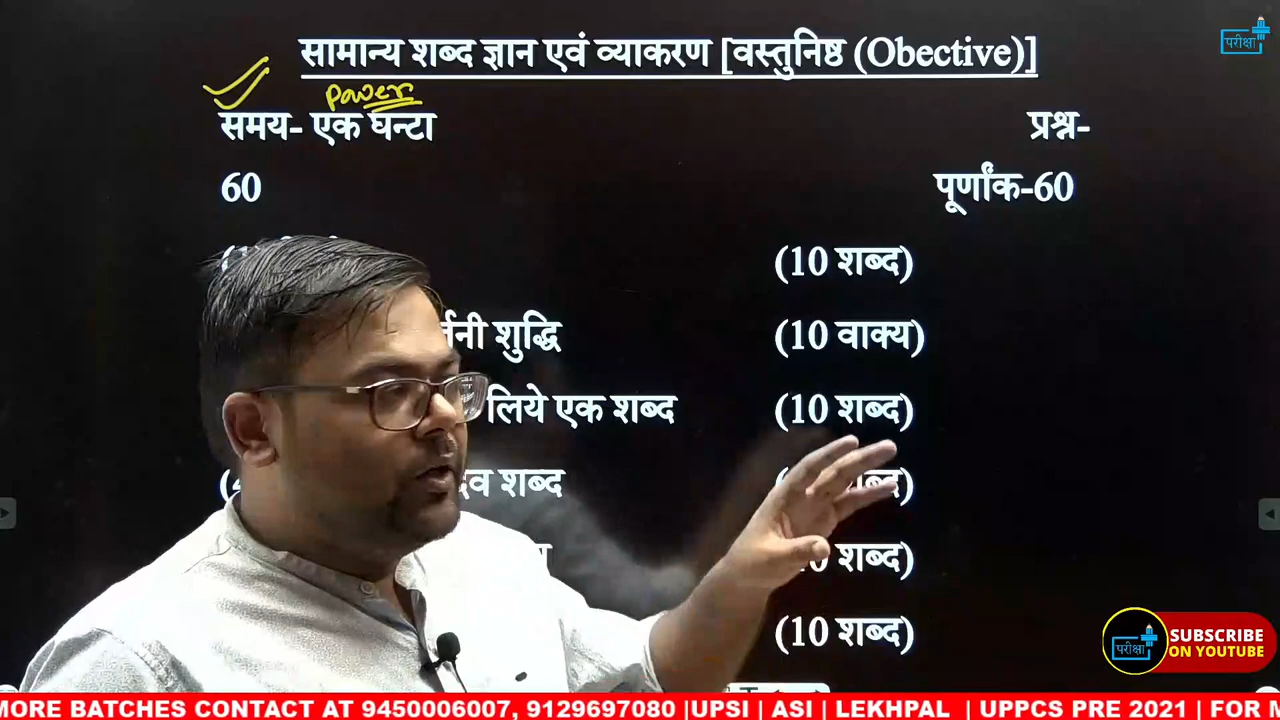 सामान्य शब्द ज्ञान एवं व्याकरण [वस्तुनिष्ठ (Obective)]
परीक्षा
power
समय- एक घन्टा प्रश्न-
60 पूर्णांक-60
(10 शब्द)
शुद्धि (10 वाक्य)
लिये एक शब्द (10 शब्द)
शब्द शब्द)
शब्द)
(10 शब्द)
परीक्षा
SUBSCRIBE
ON YOUTUBE
MORE BATCHES CONTACT AT 9450006007, 9129697080 |UPSI | ASI | LEKHPAL | UPPCS PRE 2021 | FOR